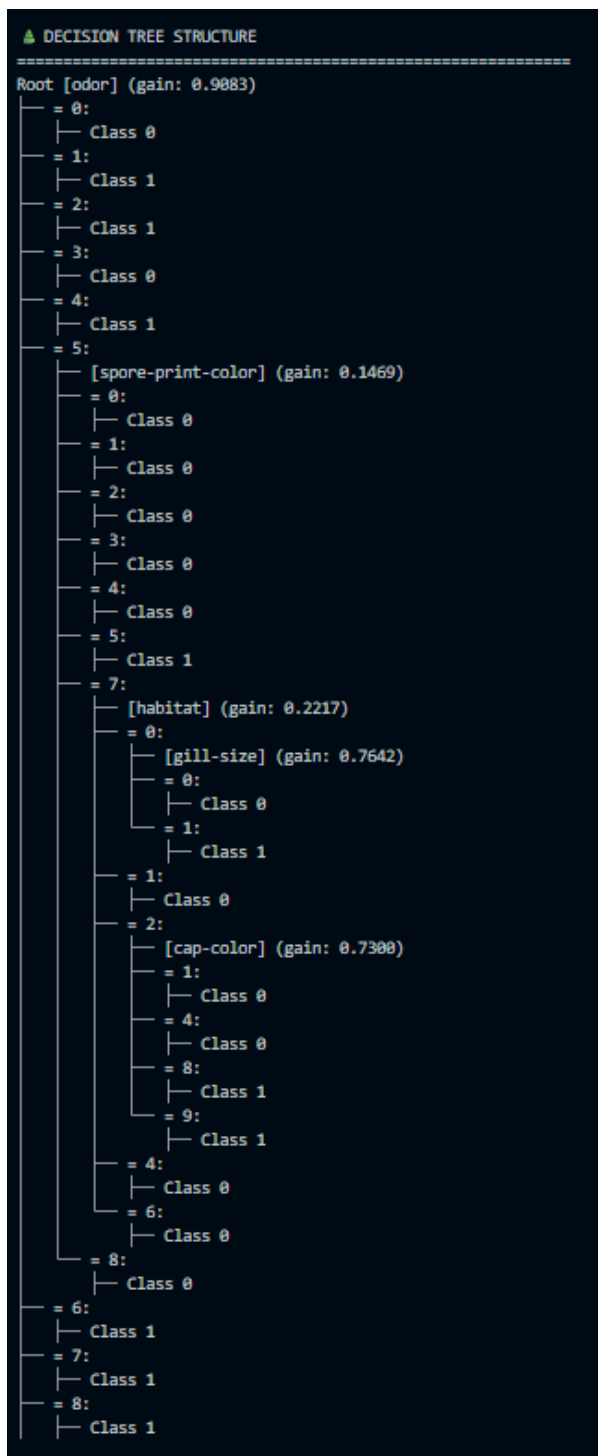 🌲 DECISION TREE STRUCTURE
==========================================================
Root [odor] (gain: 0.9083)
├── = 0:
│   ├── Class 0
├── = 1:
│   ├── Class 1
├── = 2:
│   ├── Class 1
├── = 3:
│   ├── Class 0
├── = 4:
│   ├── Class 1
├── = 5:
│   ├── [spore-print-color] (gain: 0.1469)
│   ├── = 0:
│   │   ├── Class 0
│   ├── = 1:
│   │   ├── Class 0
│   ├── = 2:
│   │   ├── Class 0
│   ├── = 3:
│   │   ├── Class 0
│   ├── = 4:
│   │   ├── Class 0
│   ├── = 5:
│   │   ├── Class 1
│   ├── = 7:
│   │   ├── [habitat] (gain: 0.2217)
│   │   ├── = 0:
│   │   │   ├── [gill-size] (gain: 0.7642)
│   │   │   ├── = 0:
│   │   │   │   ├── Class 0
│   │   │   └── = 1:
│   │   │       ├── Class 1
│   │   ├── = 1:
│   │   │   ├── Class 0
│   │   ├── = 2:
│   │   │   ├── [cap-color] (gain: 0.7300)
│   │   │   ├── = 1:
│   │   │   │   ├── Class 0
│   │   │   ├── = 4:
│   │   │   │   ├── Class 0
│   │   │   ├── = 8:
│   │   │   │   ├── Class 1
│   │   │   └── = 9:
│   │   │       ├── Class 1
│   │   ├── = 4:
│   │   │   ├── Class 0
│   │   └── = 6:
│   │       ├── Class 0
│   └── = 8:
│       ├── Class 0
├── = 6:
│   ├── Class 1
├── = 7:
│   ├── Class 1
├── = 8:
│   ├── Class 1